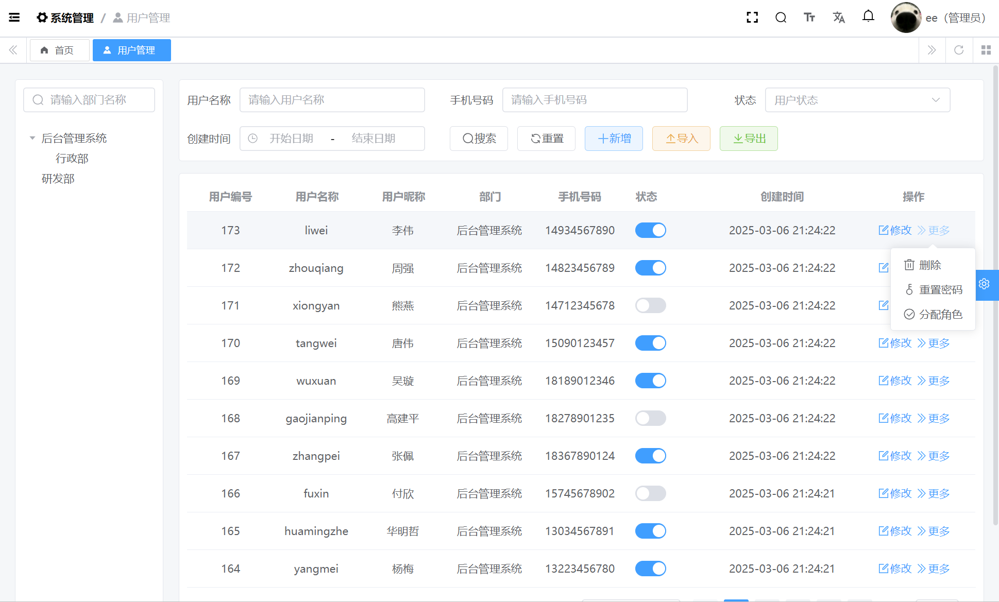 系统管理 / 用户管理
ee（管理员）
首页 用户管理
请输入部门名称
后台管理系统
行政部
研发部
用户名称 请输入用户名称 手机号码 请输入手机号码 状态 用户状态
创建时间 开始日期 - 结束日期 搜索 重置 新增 导入 导出
用户编号 用户名称 用户昵称 部门 手机号码 状态 创建时间 操作
173 liwei 李伟 后台管理系统 14934567890 2025-03-06 21:24:22 修改 更多
172 zhouqiang 周强 后台管理系统 14823456789 2025-03-06 21:24:22
171 xiongyan 熊燕 后台管理系统 14712345678 2025-03-06 21:24:22
删除
重置密码
分配角色
170 tangwei 唐伟 后台管理系统 15090123457 2025-03-06 21:24:22 修改 更多
169 wuxuan 吴璇 后台管理系统 18189012346 2025-03-06 21:24:22 修改 更多
168 gaojianping 高建平 后台管理系统 18278901235 2025-03-06 21:24:22 修改 更多
167 zhangpei 张佩 后台管理系统 18367890124 2025-03-06 21:24:22 修改 更多
166 fuxin 付欣 后台管理系统 15745678902 2025-03-06 21:24:21 修改 更多
165 huamingzhe 华明哲 后台管理系统 13034567891 2025-03-06 21:24:21 修改 更多
164 yangmei 杨梅 后台管理系统 13223456780 2025-03-06 21:24:21 修改 更多